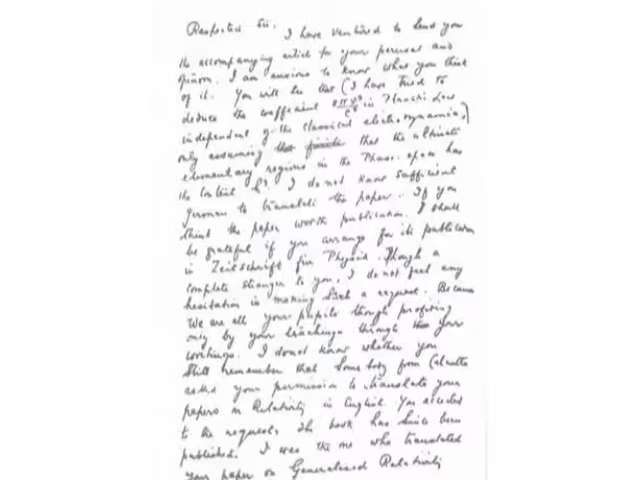 Respected Sir. I have ventured to send you
the accompanying article for your perusal and
opinion. I am anxious to know what you think
of it. You will see that (I have tried to
deduce the coefficient 8πν²/c³ in Planck's Law
independent of the classical electrodynamics,)
only assuming that the ultimate
elementary regions in the Phase-space has
the Content h³. I do not know sufficient
German to translate the paper. If you
think the paper worth publication, I shall
be grateful if you arrange for its publication
in Zeitschrift für Physik. Though a
complete stranger to you, I do not feel any
hesitation in making such a request. Because
We are all your pupils though profiting
only by your teachings through your
writings. I do not know whether you
still remember that Somebody from Calcutta
asked your permission to translate your
papers on Relativity in English. You acceded
to the request. The book has since been
published. I was the one who translated
your paper on Generalised Relativity